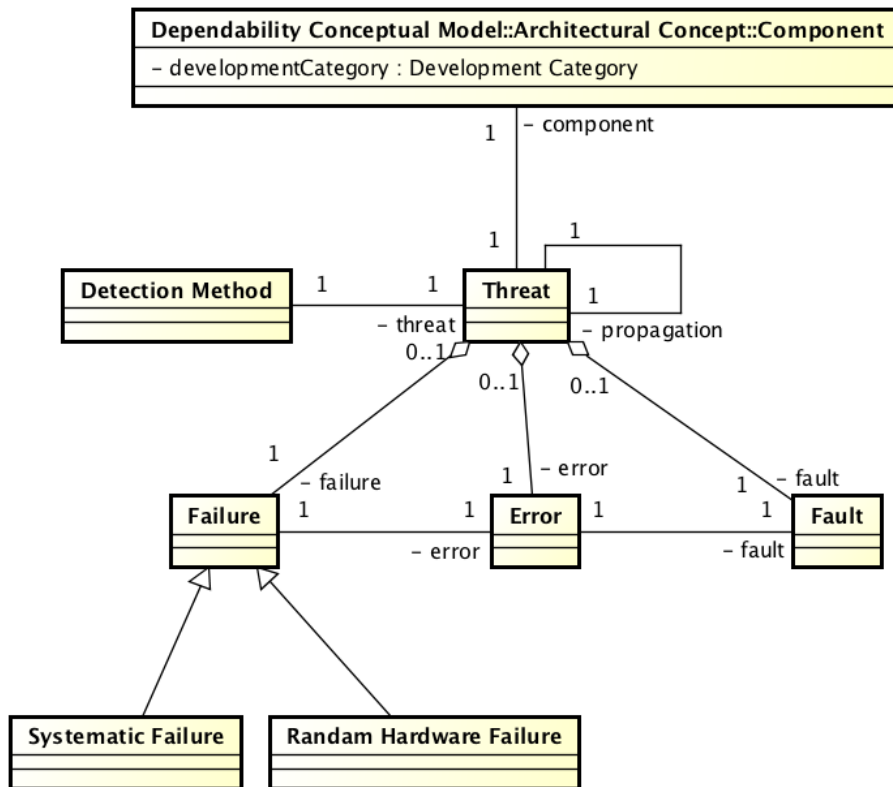 Dependability Conceptual Model::Architectural Concept::Component
– developmentCategory : Development Category
1
– component
1
1
Detection Method
1
1
Threat
1
– threat
– propagation
0..1
0..1
0..1
1
– failure
1
– error
1
– fault
Failure
1
1
Error
1
1
Fault
– error
– fault
Systematic Failure
Randam Hardware Failure